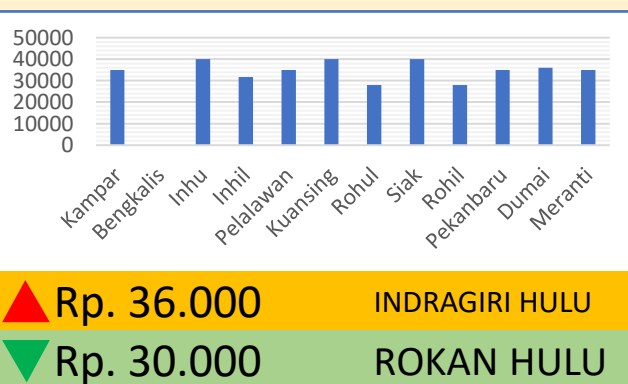 50000
40000
30000
20000
10000
0
Kampar
Bengkalis
Inhu
Inhil
Pelalawan
Kuansing
Rohul
Siak
Rohil
Pekanbaru
Dumai
Meranti
Rp. 36.000 INDRAGIRI HULU
Rp. 30.000 ROKAN HULU